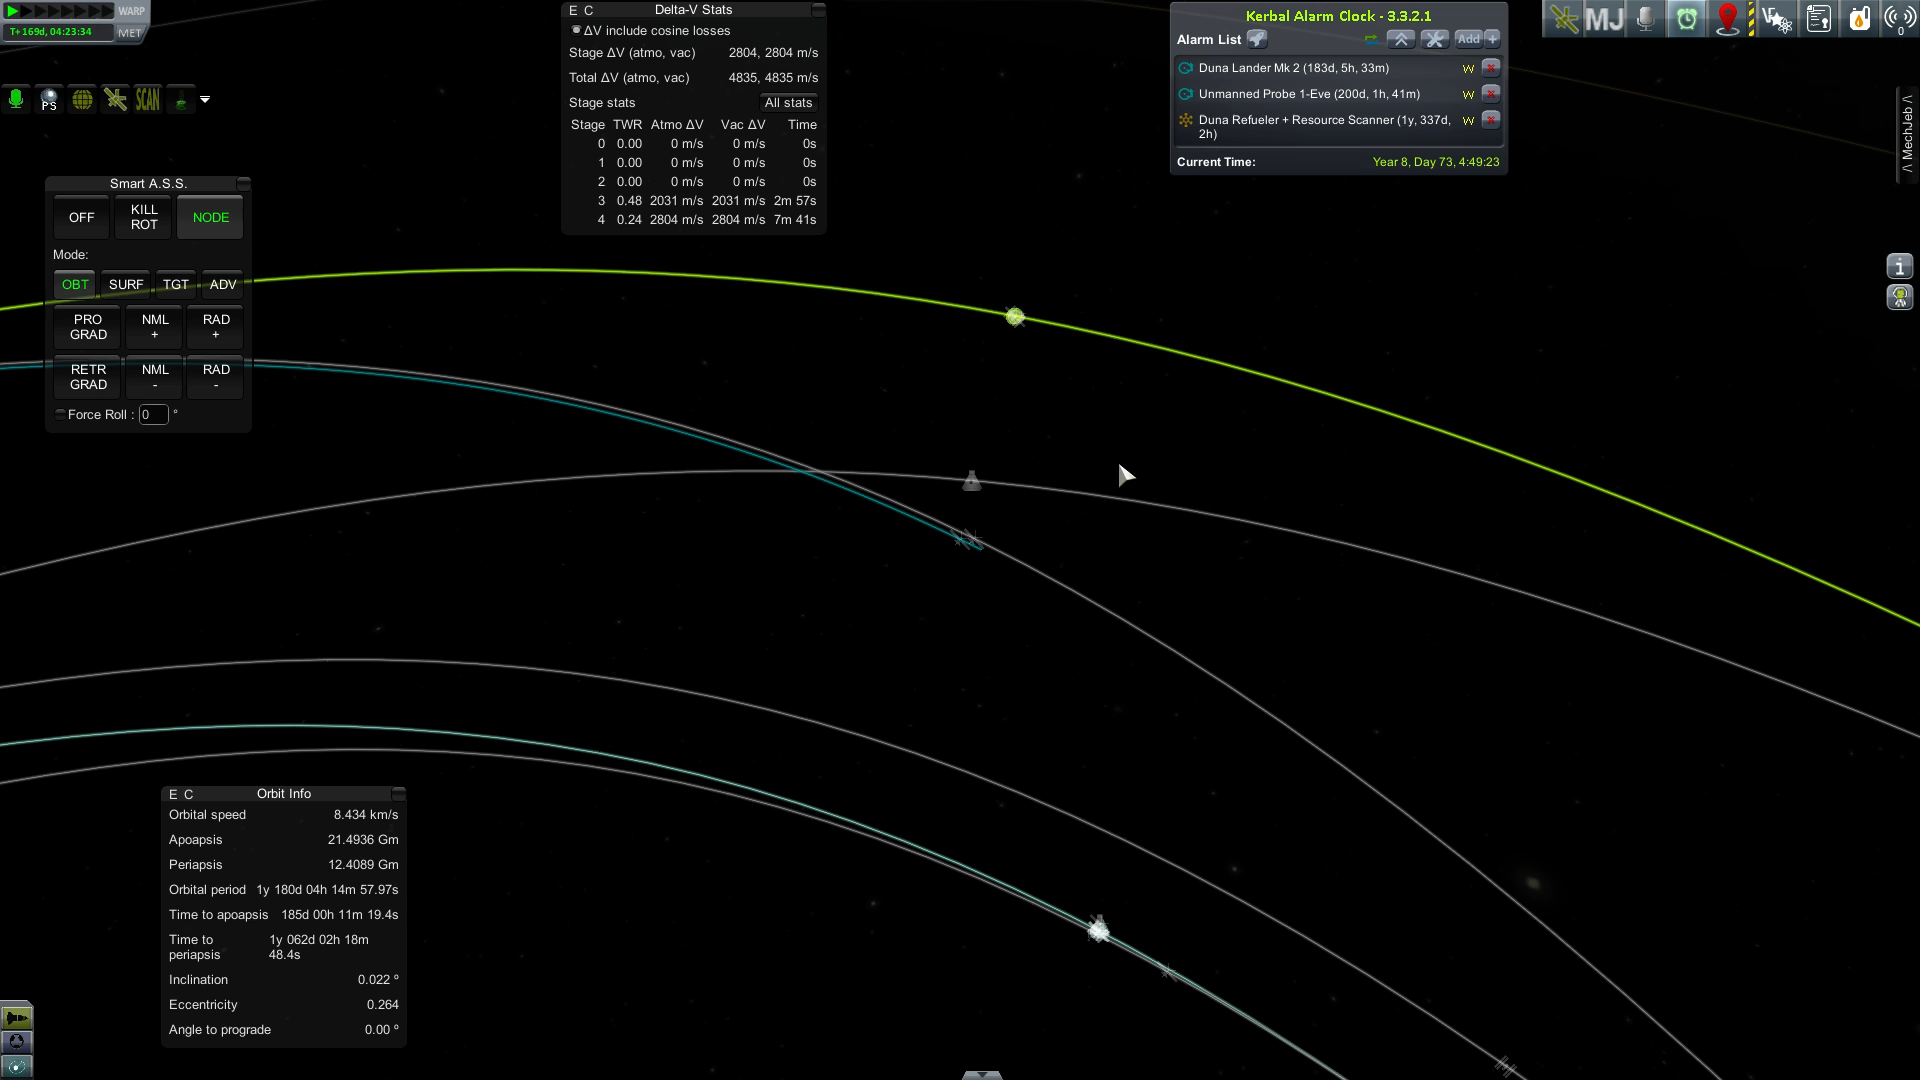 WARP
T+ 169d, 04:23:34
MET
PS
SCAN
E C Delta-V Stats
ΔV include cosine losses
Stage ΔV (atmo, vac) 2804, 2804 m/s
Total ΔV (atmo, vac) 4835, 4835 m/s
Stage stats All stats
Stage TWR Atmo ΔV Vac ΔV Time
0 0.00 0 m/s 0 m/s 0s
1 0.00 0 m/s 0 m/s 0s
2 0.00 0 m/s 0 m/s 0s
3 0.48 2031 m/s 2031 m/s 2m 57s
4 0.24 2804 m/s 2804 m/s 7m 41s
Kerbal Alarm Clock - 3.3.2.1
Alarm List Add +
Duna Lander Mk 2 (183d, 5h, 33m) W X
Unmanned Probe 1-Eve (200d, 1h, 41m) W X
Duna Refueler + Resource Scanner (1y, 337d, W X
2h)
Current Time: Year 8, Day 73, 4:49:23
MJ
0
/\ MechJeb /\
i
Smart A.S.S.
OFF
KILL
ROT
NODE
Mode:
OBT SURF TGT ADV
PRO
GRAD
NML
+
RAD
+
RETR
GRAD
NML
-
RAD
-
Force Roll : 0 °
E C Orbit Info
Orbital speed 8.434 km/s
Apoapsis 21.4936 Gm
Periapsis 12.4089 Gm
Orbital period 1y 180d 04h 14m 57.97s
Time to apoapsis 185d 00h 11m 19.4s
Time to 1y 062d 02h 18m
periapsis 48.4s
Inclination 0.022 º
Eccentricity 0.264
Angle to prograde 0.00 º